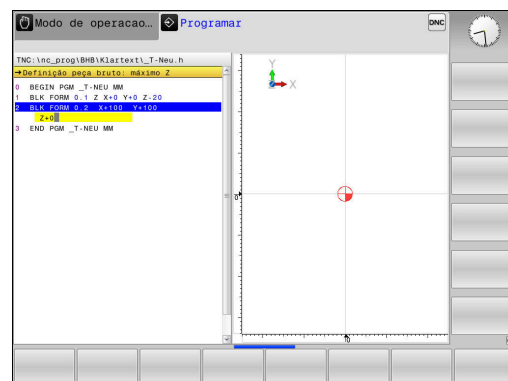 Modo de operacao... Programar
DNC
TNC:\nc_prog\BHB\Klartext\_T-Neu.h
→Definição peça bruto: máximo Z
0 BEGIN PGM _T-NEU MM
1 BLK FORM 0.1 Z X+0 Y+0 Z-20
2 BLK FORM 0.2 X+100 Y+100
Z+0
3 END PGM _T-NEU MM
Y
X
0
0